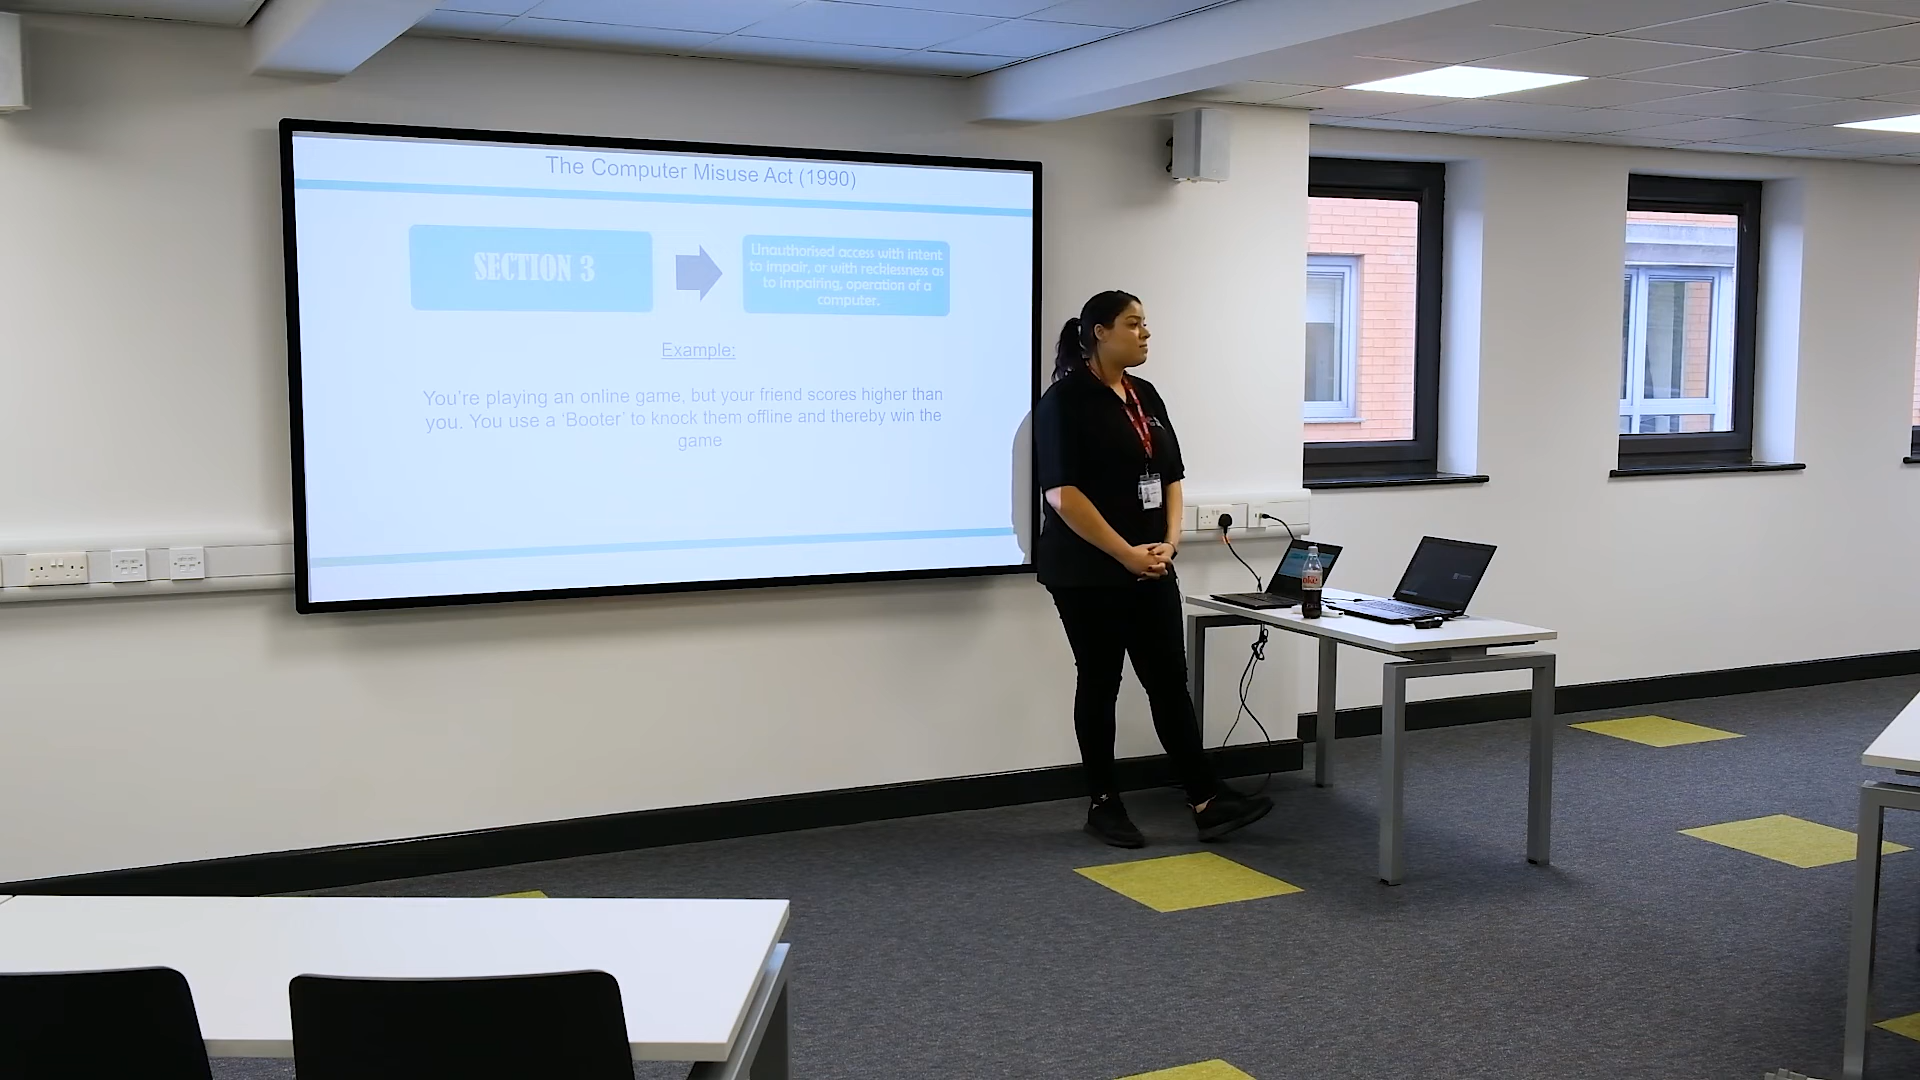 The Computer Misuse Act (1990)
SECTION 3
Unauthorised access with intent
to impair, or with recklessness as
to impairing, operation of a
computer.
Example:
You're playing an online game, but your friend scores higher than
you. You use a 'Booter' to knock them offline and thereby win the
game